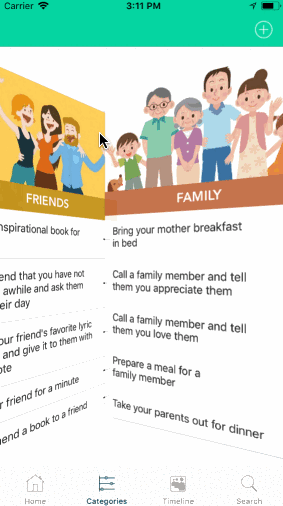 Carrier
3:11 PM
FRIENDS
nspirational book for
end that you have not
awhile and ask them
eir day
our friend's favorite lyric
and give it to them with
ote
r friend for a minute
end a book to a friend
FAMILY
Bring your mother breakfast
in bed
Call a family member and tell
them you appreciate them
Call a family member and tell
them you love them
Prepare a meal for a
family member
Take your parents out for dinner
Home
Categories
Timeline
Search